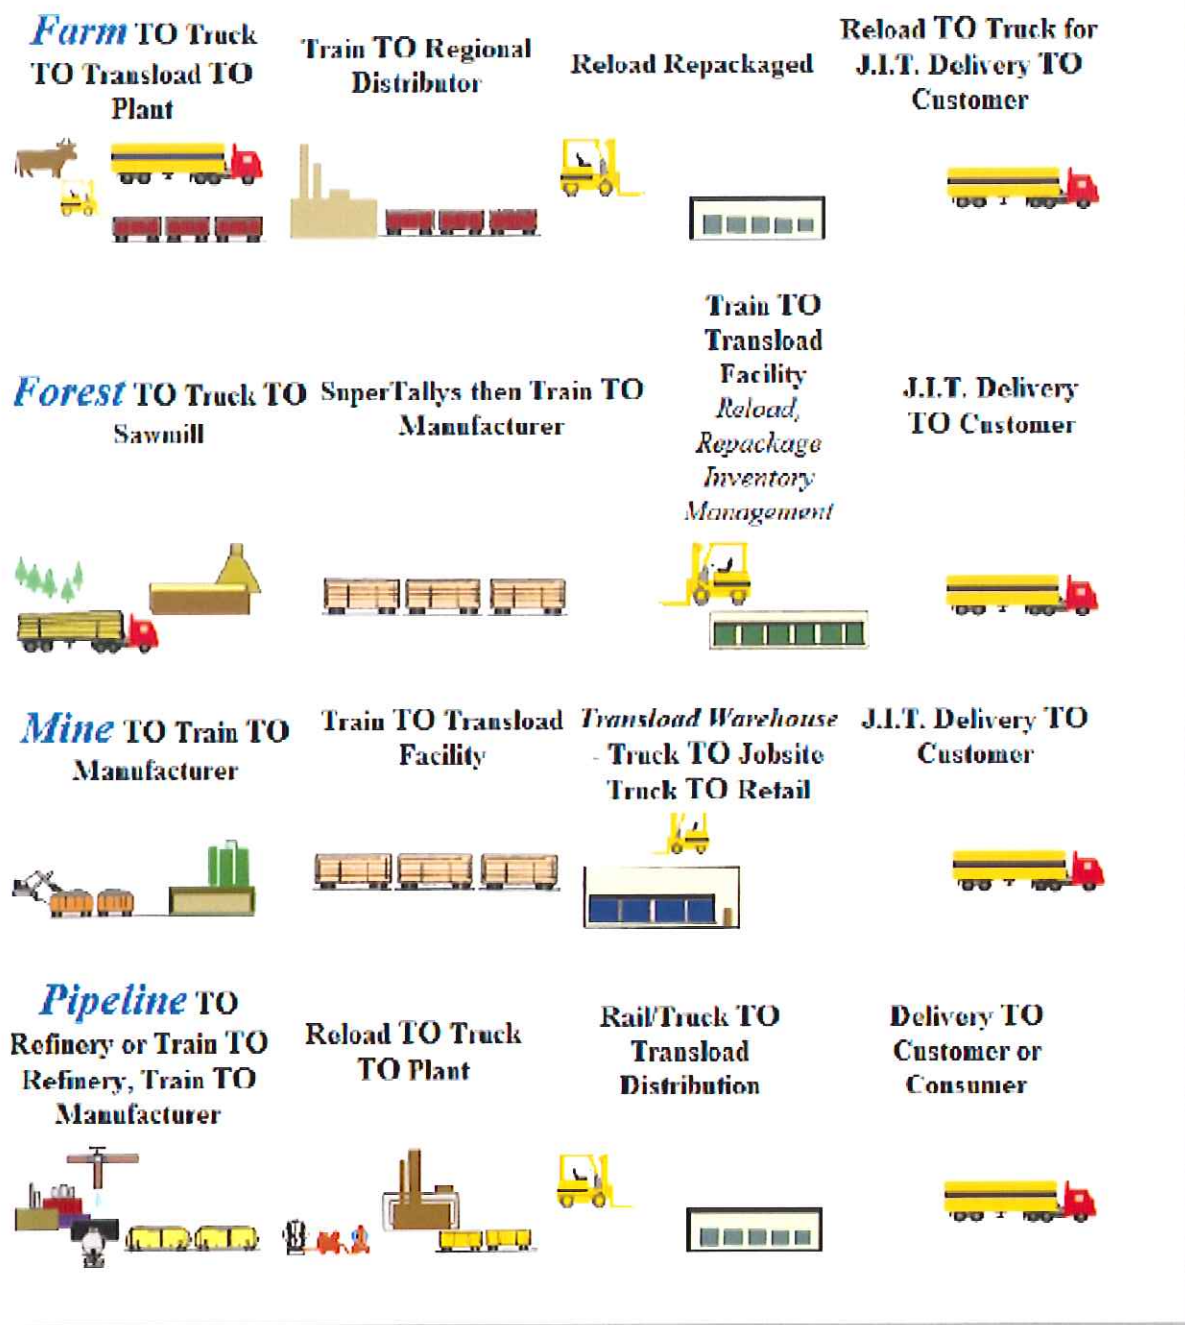 Farm TO Truck
TO Transload TO
Plant
Train TO Regional
Distributor
Reload Repackaged
Reload TO Truck for
J.I.T. Delivery TO
Customer
Forest TO Truck TO
Sawmill
SuperTallys then Train TO
Manufacturer
Train TO
Transload
Facility
Reload,
Repackage
Inventory
Management
J.I.T. Delivery
TO Customer
Mine TO Train TO
Manufacturer
Train TO Transload
Facility
Transload Warehouse
- Truck TO Jobsite
Truck TO Retail
J.I.T. Delivery TO
Customer
Pipeline TO
Refinery or Train TO
Refinery, Train TO
Manufacturer
Reload TO Truck
TO Plant
Rail/Truck TO
Transload
Distribution
Delivery TO
Customer or
Consumer